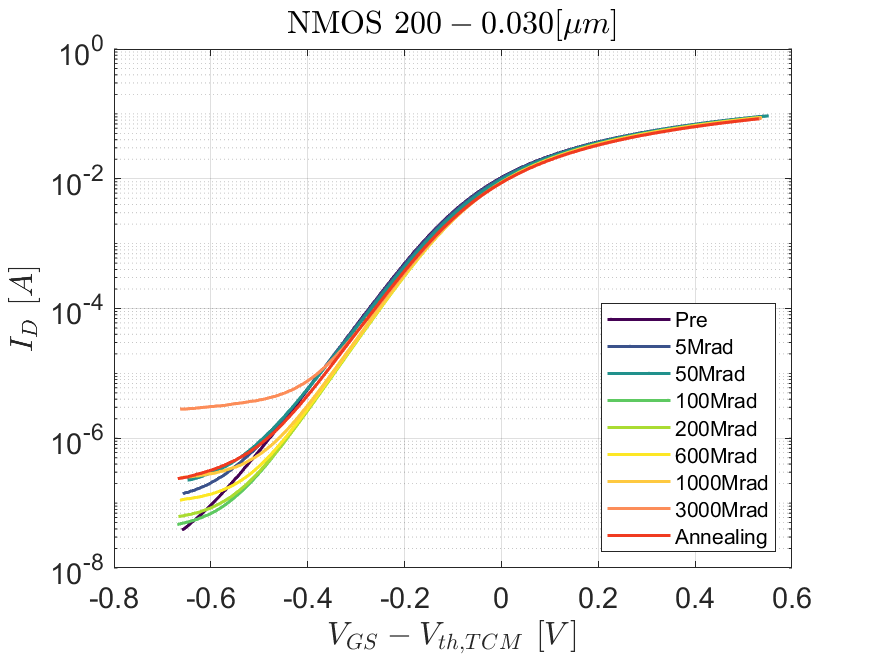 NMOS 200 − 0.030[μm]
10^0
10^-2
10^-4
10^-6
10^-8
I_D [A]
Pre
5Mrad
50Mrad
100Mrad
200Mrad
600Mrad
1000Mrad
3000Mrad
Annealing
-0.8 -0.6 -0.4 -0.2 0 0.2 0.4 0.6
V_GS − V_th,TCM [V]